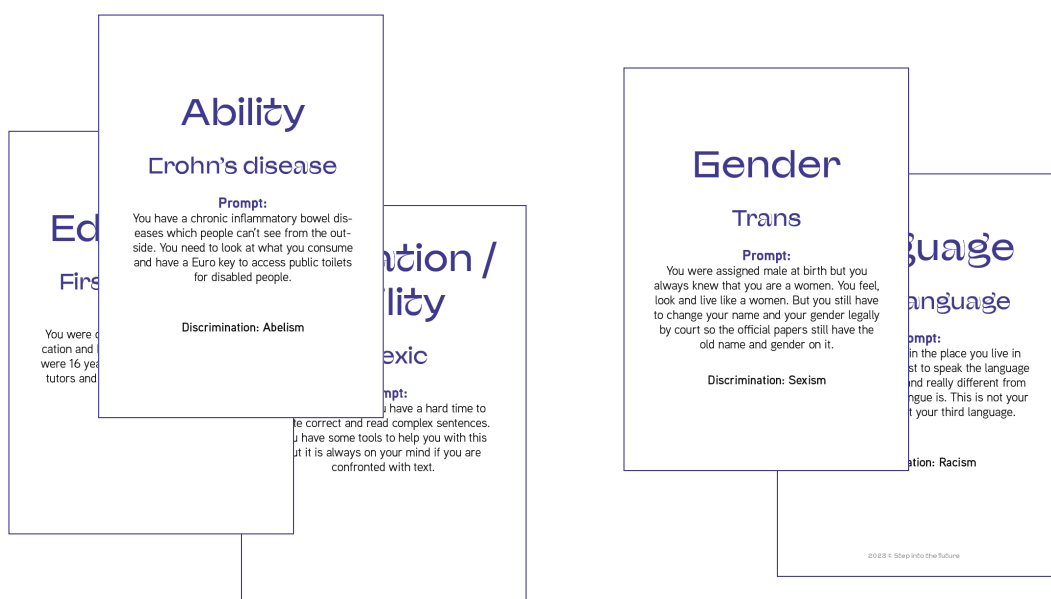 Ability
Crohn's disease
Prompt:
You have a chronic inflammatory bowel dis-
eases which people can't see from the out-
side. You need to look at what you consume
and have a Euro key to access public toilets
for disabled people.
Discrimination: Abelism
Ed
Firs
You were
cation and
were 16 yea
tutors and
ation /
lity
exic
mpt:
have a hard time to
te correct and read complex sentences.
u have some tools to help you with this
ut it is always on your mind if you are
confronted with text.
Gender
Trans
Prompt:
You were assigned male at birth but you
always knew that you are a women. You feel,
look and live like a women. But you still have
to change your name and your gender legally
by court so the official papers still have the
old name and gender on it.
Discrimination: Sexism
guage
anguage
ompt:
in the place you live in
st to speak the language
and really different from
ngue is. This is not your
t your third language.
ation: Racism
2023 © Step into the Future